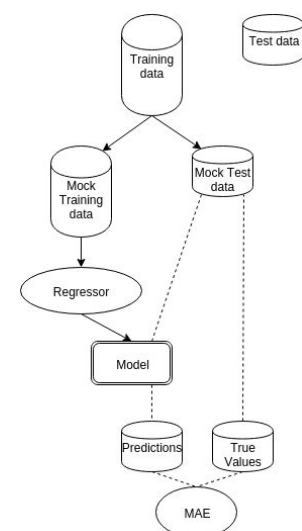 Training
data
Test data
Mock
Training
data
Mock Test
data
Regressor
Model
Predictions
True
Values
MAE